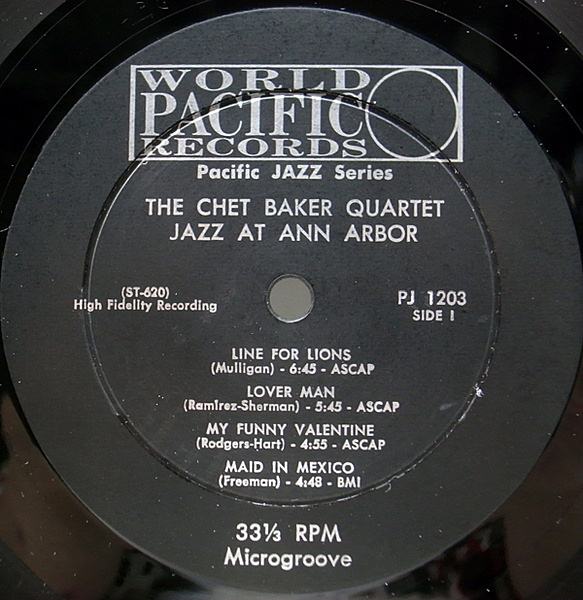 WORLD
PACIFIC
RECORDS
Pacific JAZZ Series
THE CHET BAKER QUARTET
JAZZ AT ANN ARBOR
(ST-620)
High Fidelity Recording
PJ 1203
SIDE 1
LINE FOR LIONS
(Mulligan) - 6:45 - ASCAP
LOVER MAN
(Ramirez-Sherman) - 5:45 - ASCAP
MY FUNNY VALENTINE
(Rodgers-Hart) - 4:55 - ASCAP
MAID IN MEXICO
(Freeman) - 4:48 - BMI
33⅓ RPM
Microgroove